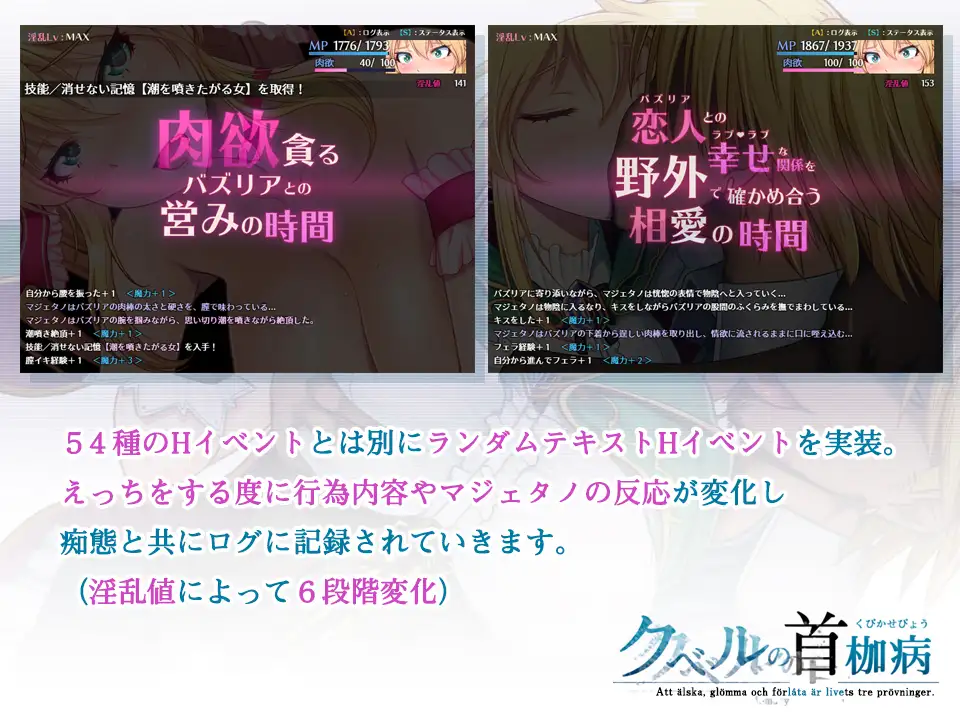 淫乱Lv：MAX
【A】：ログ表示 【S】：ステータス表示
MP 1776/ 1793
肉欲 40/ 100
淫乱値 141
技能／消せない記憶【潮を噴きたがる女】を取得！
肉欲貪る
バズリアとの
営みの時間
自分から腰を振った＋１ ＜魔力＋１＞
マジェタノはバズリアの肉棒の太さと硬さを、膣で味わっている…
マジェタノはバズリアの腕を掴みながら、思い切り潮を噴きながら絶頂した。
潮噴き絶頂＋１ ＜魔力＋１＞
技能／消せない記憶【潮を噴きたがる女】を入手！
膣イキ経験＋１ ＜魔力＋３＞
淫乱Lv：MAX
【A】：ログ表示 【S】：ステータス表示
MP 1867/ 1937
肉欲 100/ 100
淫乱値 153
バズリア
恋人との
ラブ♥ラブ
幸せな関係を
野外で確かめ合う
相愛の時間
バズリアに寄り添いながら、マジェタノは恍惚の表情で物陰へと入っていく…
マジェタノは物陰に入るなり、キスをしながらバズリアの股間のふくらみを撫でまわしている…
キスをした＋１ ＜魔力＋１＞
マジェタノはバズリアの下着から逞しい肉棒を取り出し、情欲に流されるままに口に咥え込む…
フェラ経験＋１ ＜魔力＋１＞
自分から進んでフェラ＋１ ＜魔力＋２＞
５４種のHイベントとは別にランダムテキストHイベントを実装。
えっちをする度に行為内容やマジェタノの反応が変化し
痴態と共にログに記録されていきます。
（淫乱値によって６段階変化）
くびかせびょう
クベルの首枷病
Att älska, glömma och förlåta är livets tre prövninger.